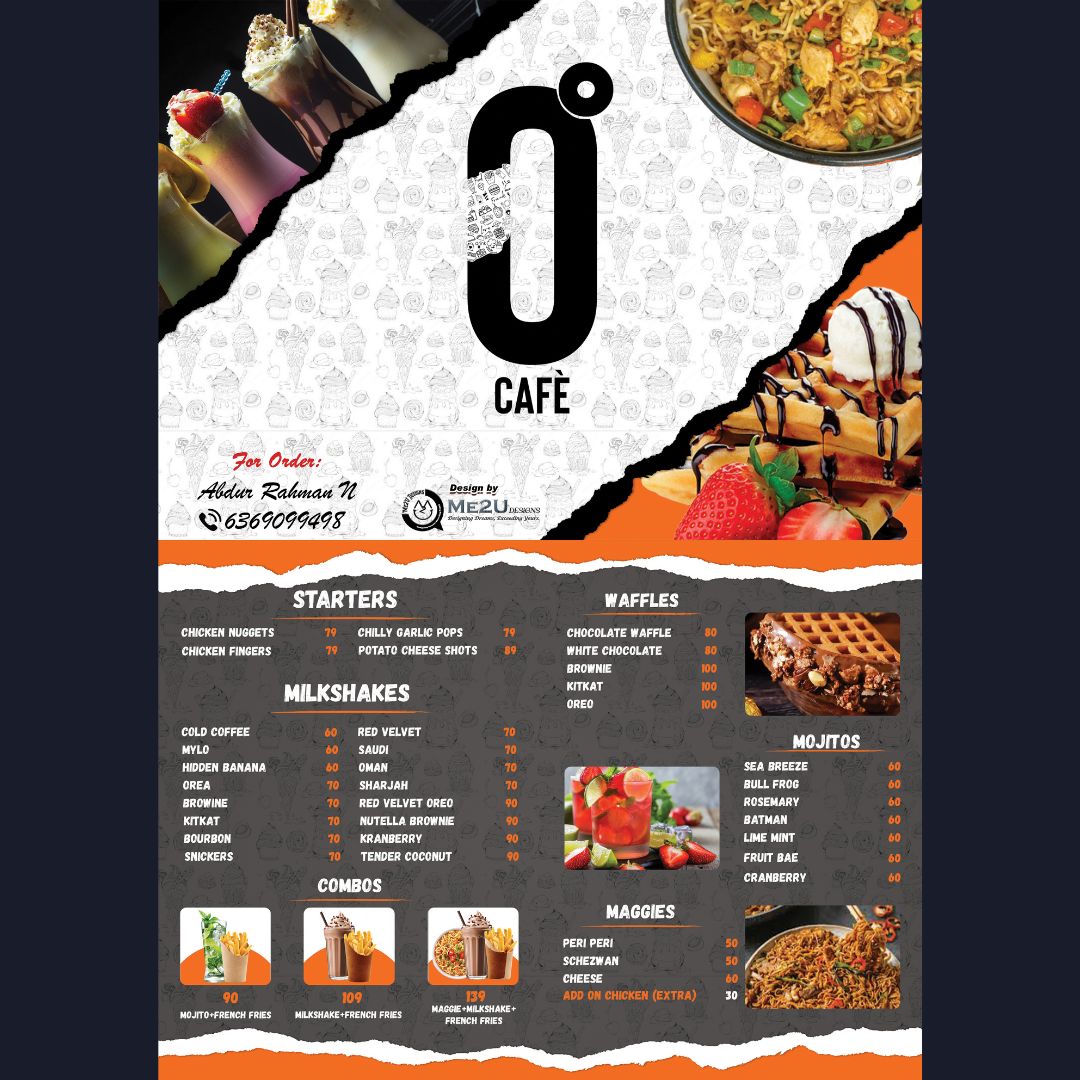 0°
CAFÈ
For Order:
Abdur Rahman N
6369099498
Design by
ME2U DESIGNS
Designing Dreams, Exceeding Yours.
STARTERS
CHICKEN NUGGETS 79
CHICKEN FINGERS 79
CHILLY GARLIC POPS 79
POTATO CHEESE SHOTS 89
MILKSHAKES
COLD COFFEE 60
MYLO 60
HIDDEN BANANA 60
OREA 70
BROWINE 70
KITKAT 70
BOURBON 70
SNICKERS 70
RED VELVET 70
SAUDI 70
OMAN 70
SHARJAH 70
RED VELVET OREO 90
NUTELLA BROWNIE 90
KRANBERRY 90
TENDER COCONUT 90
COMBOS
90
MOJITO+FRENCH FRIES
109
MILKSHAKE+FRENCH FRIES
139
MAGGIE+MILKSHAKE+
FRENCH FRIES
WAFFLES
CHOCOLATE WAFFLE 80
WHITE CHOCOLATE 80
BROWNIE 100
KITKAT 100
OREO 100
MOJITOS
SEA BREEZE 60
BULL FROG 60
ROSEMARY 60
BATMAN 60
LIME MINT 60
FRUIT BAE 60
CRANBERRY 60
MAGGIES
PERI PERI 50
SCHEZWAN 50
CHEESE 60
ADD ON CHICKEN (EXTRA) 30